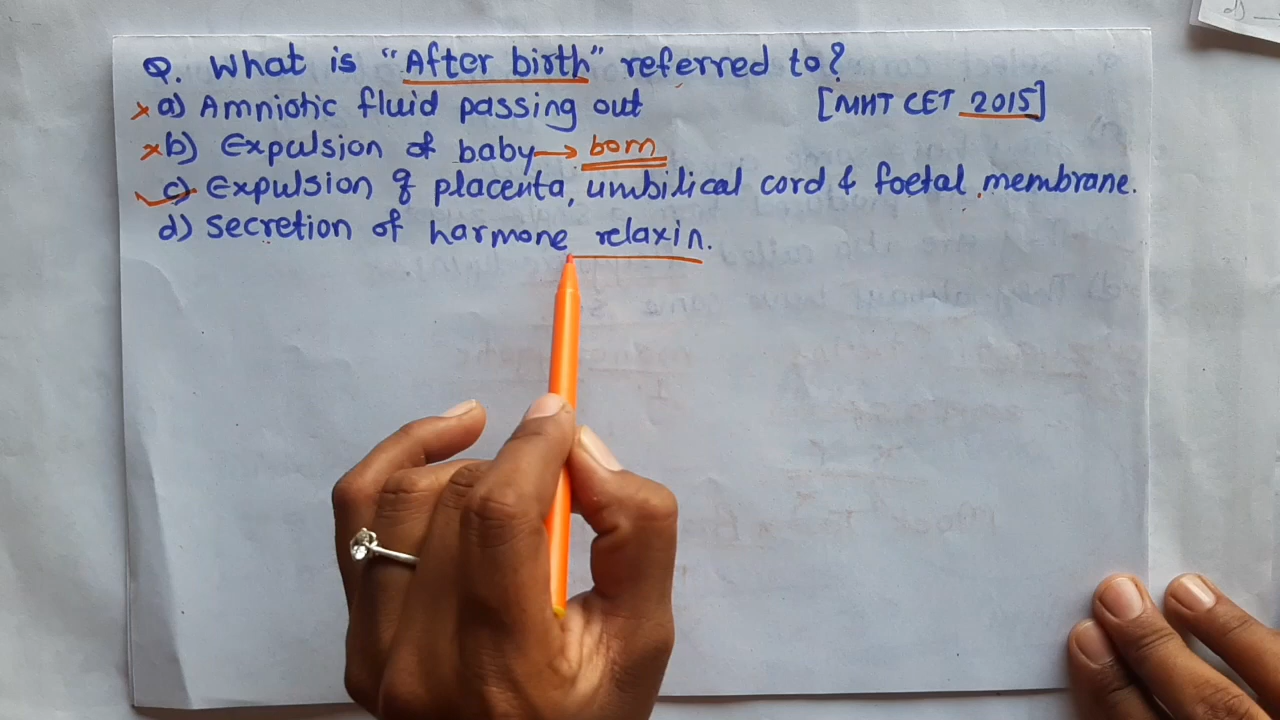 Q. What is "After birth" referred to?
x a) Amniotic fluid passing out [MHT CET 2015]
x b) Expulsion of baby → born
✓ c) Expulsion of placenta, umbilical cord & foetal membrane.
d) Secretion of harmone relaxin.